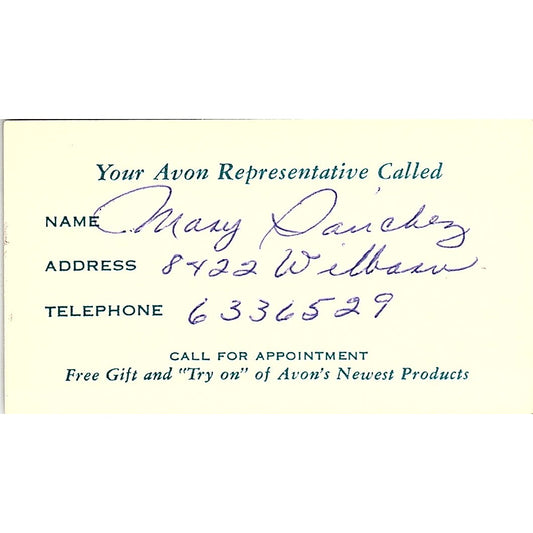 Your Avon Representative Called
NAME Mary Sanchez
ADDRESS 8422
TELEPHONE 6336529
CALL FOR APPOINTMENT
Free Gift and "Try on" of Avon's Newest Products